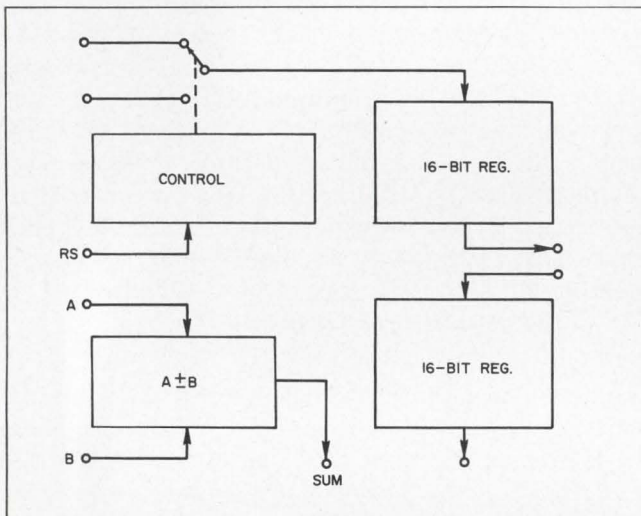 CONTROL
16-BIT REG.
RS
A
A ± B
16-BIT REG.
B
SUM